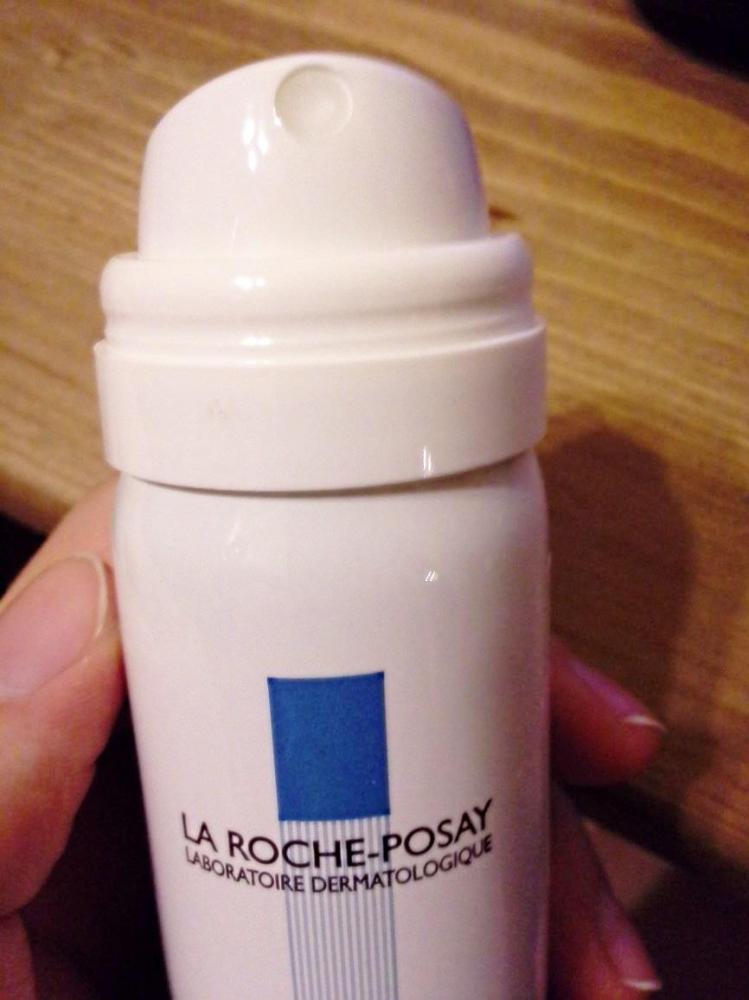 LA ROCHE-POSAY
LABORATOIRE DERMATOLOGIQUE